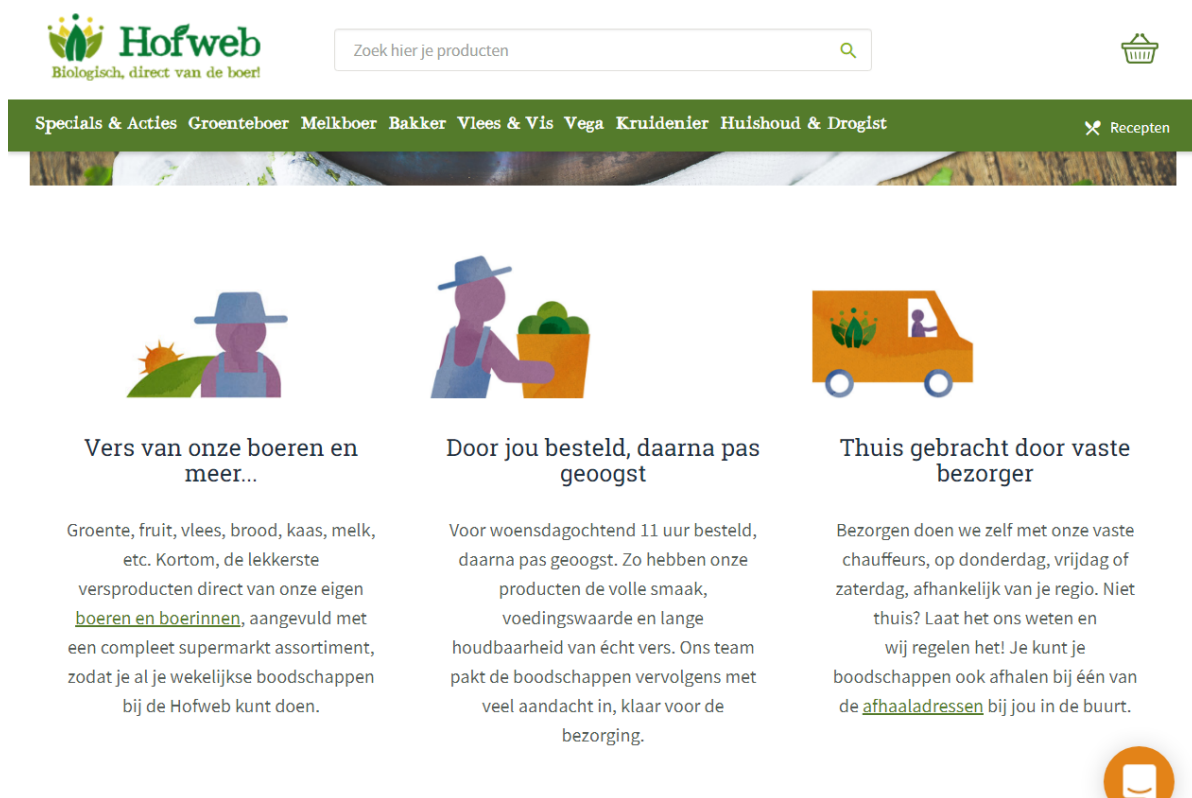 Hofweb
Biologisch, direct van de boer!
Zoek hier je producten
Specials & Acties Groenteboer Melkboer Bakker Vlees & Vis Vega Kruidenier Huishoud & Drogist
Recepten
Vers van onze boeren en
meer...
Groente, fruit, vlees, brood, kaas, melk,
etc. Kortom, de lekkerste
versproducten direct van onze eigen
boeren en boerinnen, aangevuld met
een compleet supermarkt assortiment,
zodat je al je wekelijkse boodschappen
bij de Hofweb kunt doen.
Door jou besteld, daarna pas
geoogst
Voor woensdagochtend 11 uur besteld,
daarna pas geoogst. Zo hebben onze
producten de volle smaak,
voedingswaarde en lange
houdbaarheid van écht vers. Ons team
pakt de boodschappen vervolgens met
veel aandacht in, klaar voor de
bezorging.
Thuis gebracht door vaste
bezorger
Bezorgen doen we zelf met onze vaste
chauffeurs, op donderdag, vrijdag of
zaterdag, afhankelijk van je regio. Niet
thuis? Laat het ons weten en
wij regelen het! Je kunt je
boodschappen ook afhalen bij één van
de afhaaladressen bij jou in de buurt.